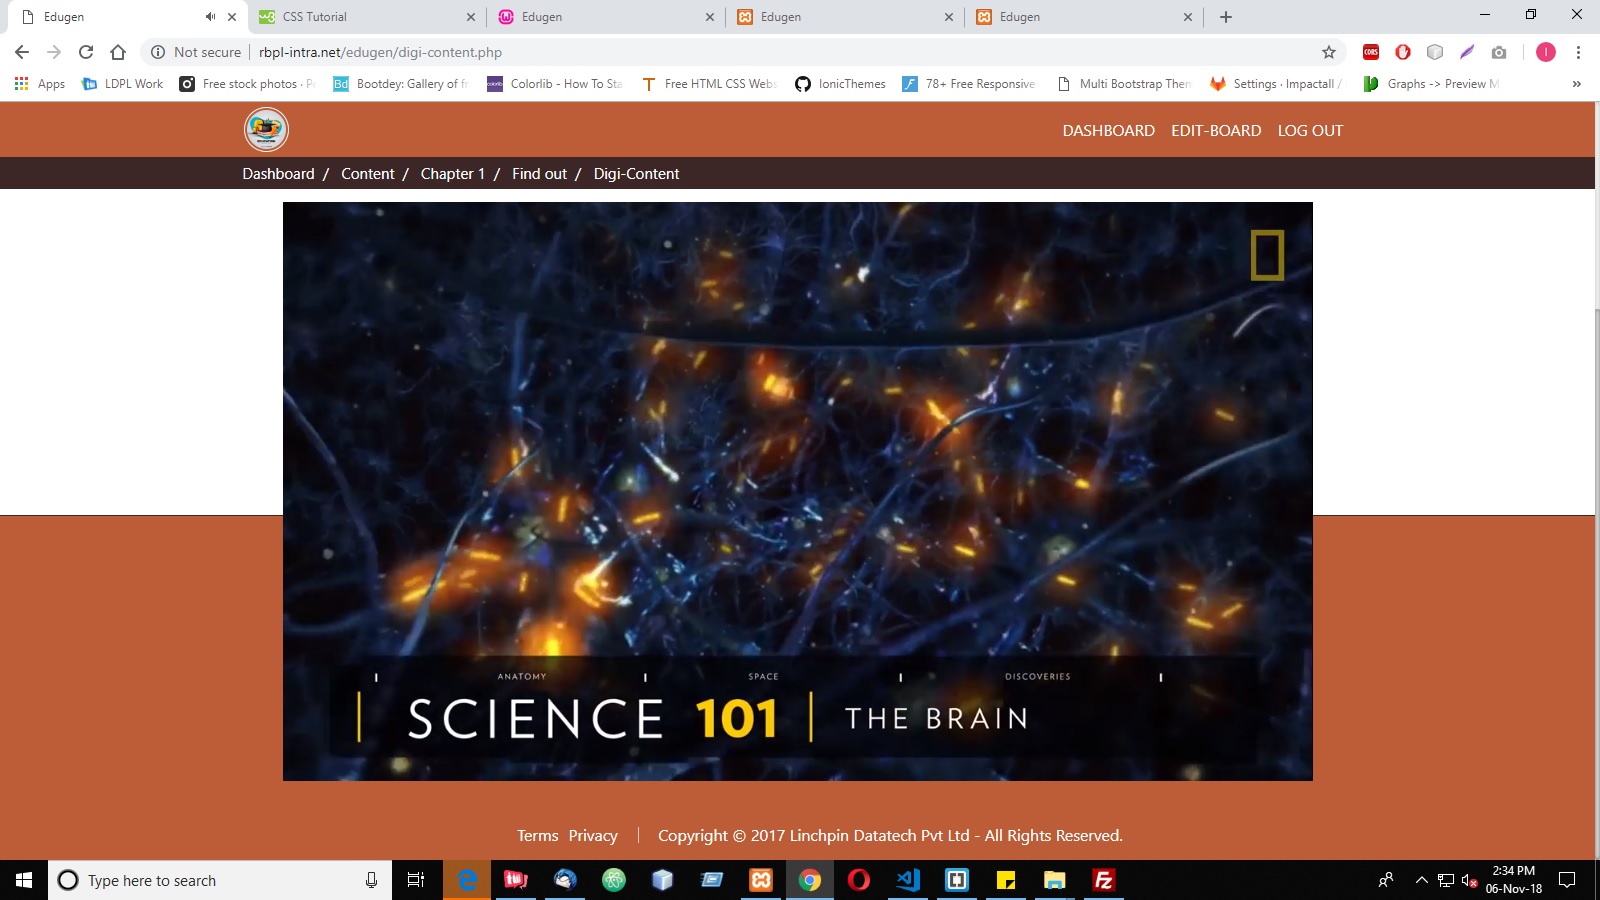 Edugen
CSS Tutorial
Edugen
Edugen
Edugen
Not secure rbpl-intra.net/edugen/digi-content.php
Apps LDPL Work Free stock photos · Bootdey: Gallery of Colorlib - How To Free HTML CSS IonicThemes 78+ Free Responsive Multi Bootstrap Settings · Impactall / Graphs -> Preview
DASHBOARD EDIT-BOARD LOG OUT
Dashboard / Content / Chapter 1 / Find out / Digi-Content
ANATOMY SPACE DISCOVERIES
SCIENCE 101 THE BRAIN
Terms Privacy | Copyright © 2017 Linchpin Datatech Pvt Ltd - All Rights Reserved.
Type here to search
2:34 PM
06-Nov-18